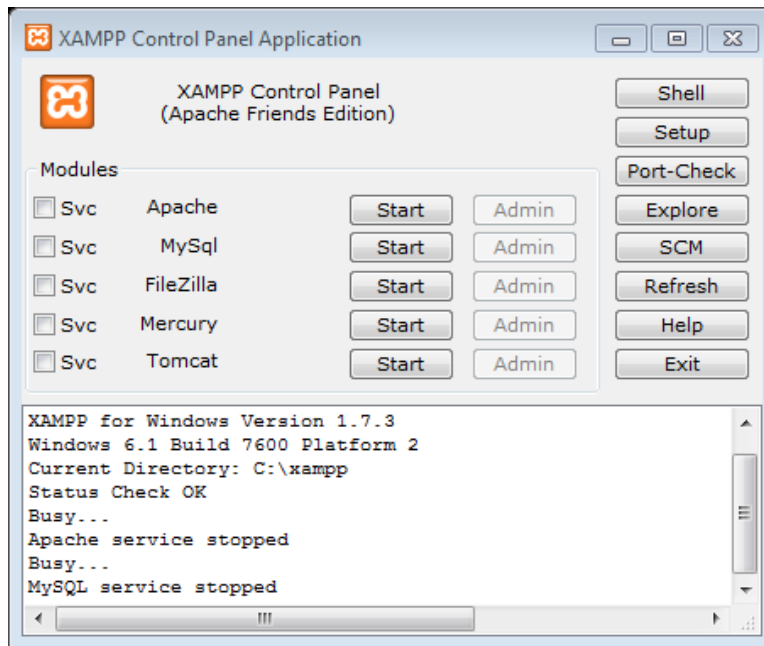 XAMPP Control Panel Application
XAMPP Control Panel
(Apache Friends Edition)
Shell
Setup
Port-Check
Explore
SCM
Refresh
Help
Exit
Modules
Svc Apache Start Admin
Svc MySql Start Admin
Svc FileZilla Start Admin
Svc Mercury Start Admin
Svc Tomcat Start Admin
XAMPP for Windows Version 1.7.3
Windows 6.1 Build 7600 Platform 2
Current Directory: C:\xampp
Status Check OK
Busy...
Apache service stopped
Busy...
MySQL service stopped